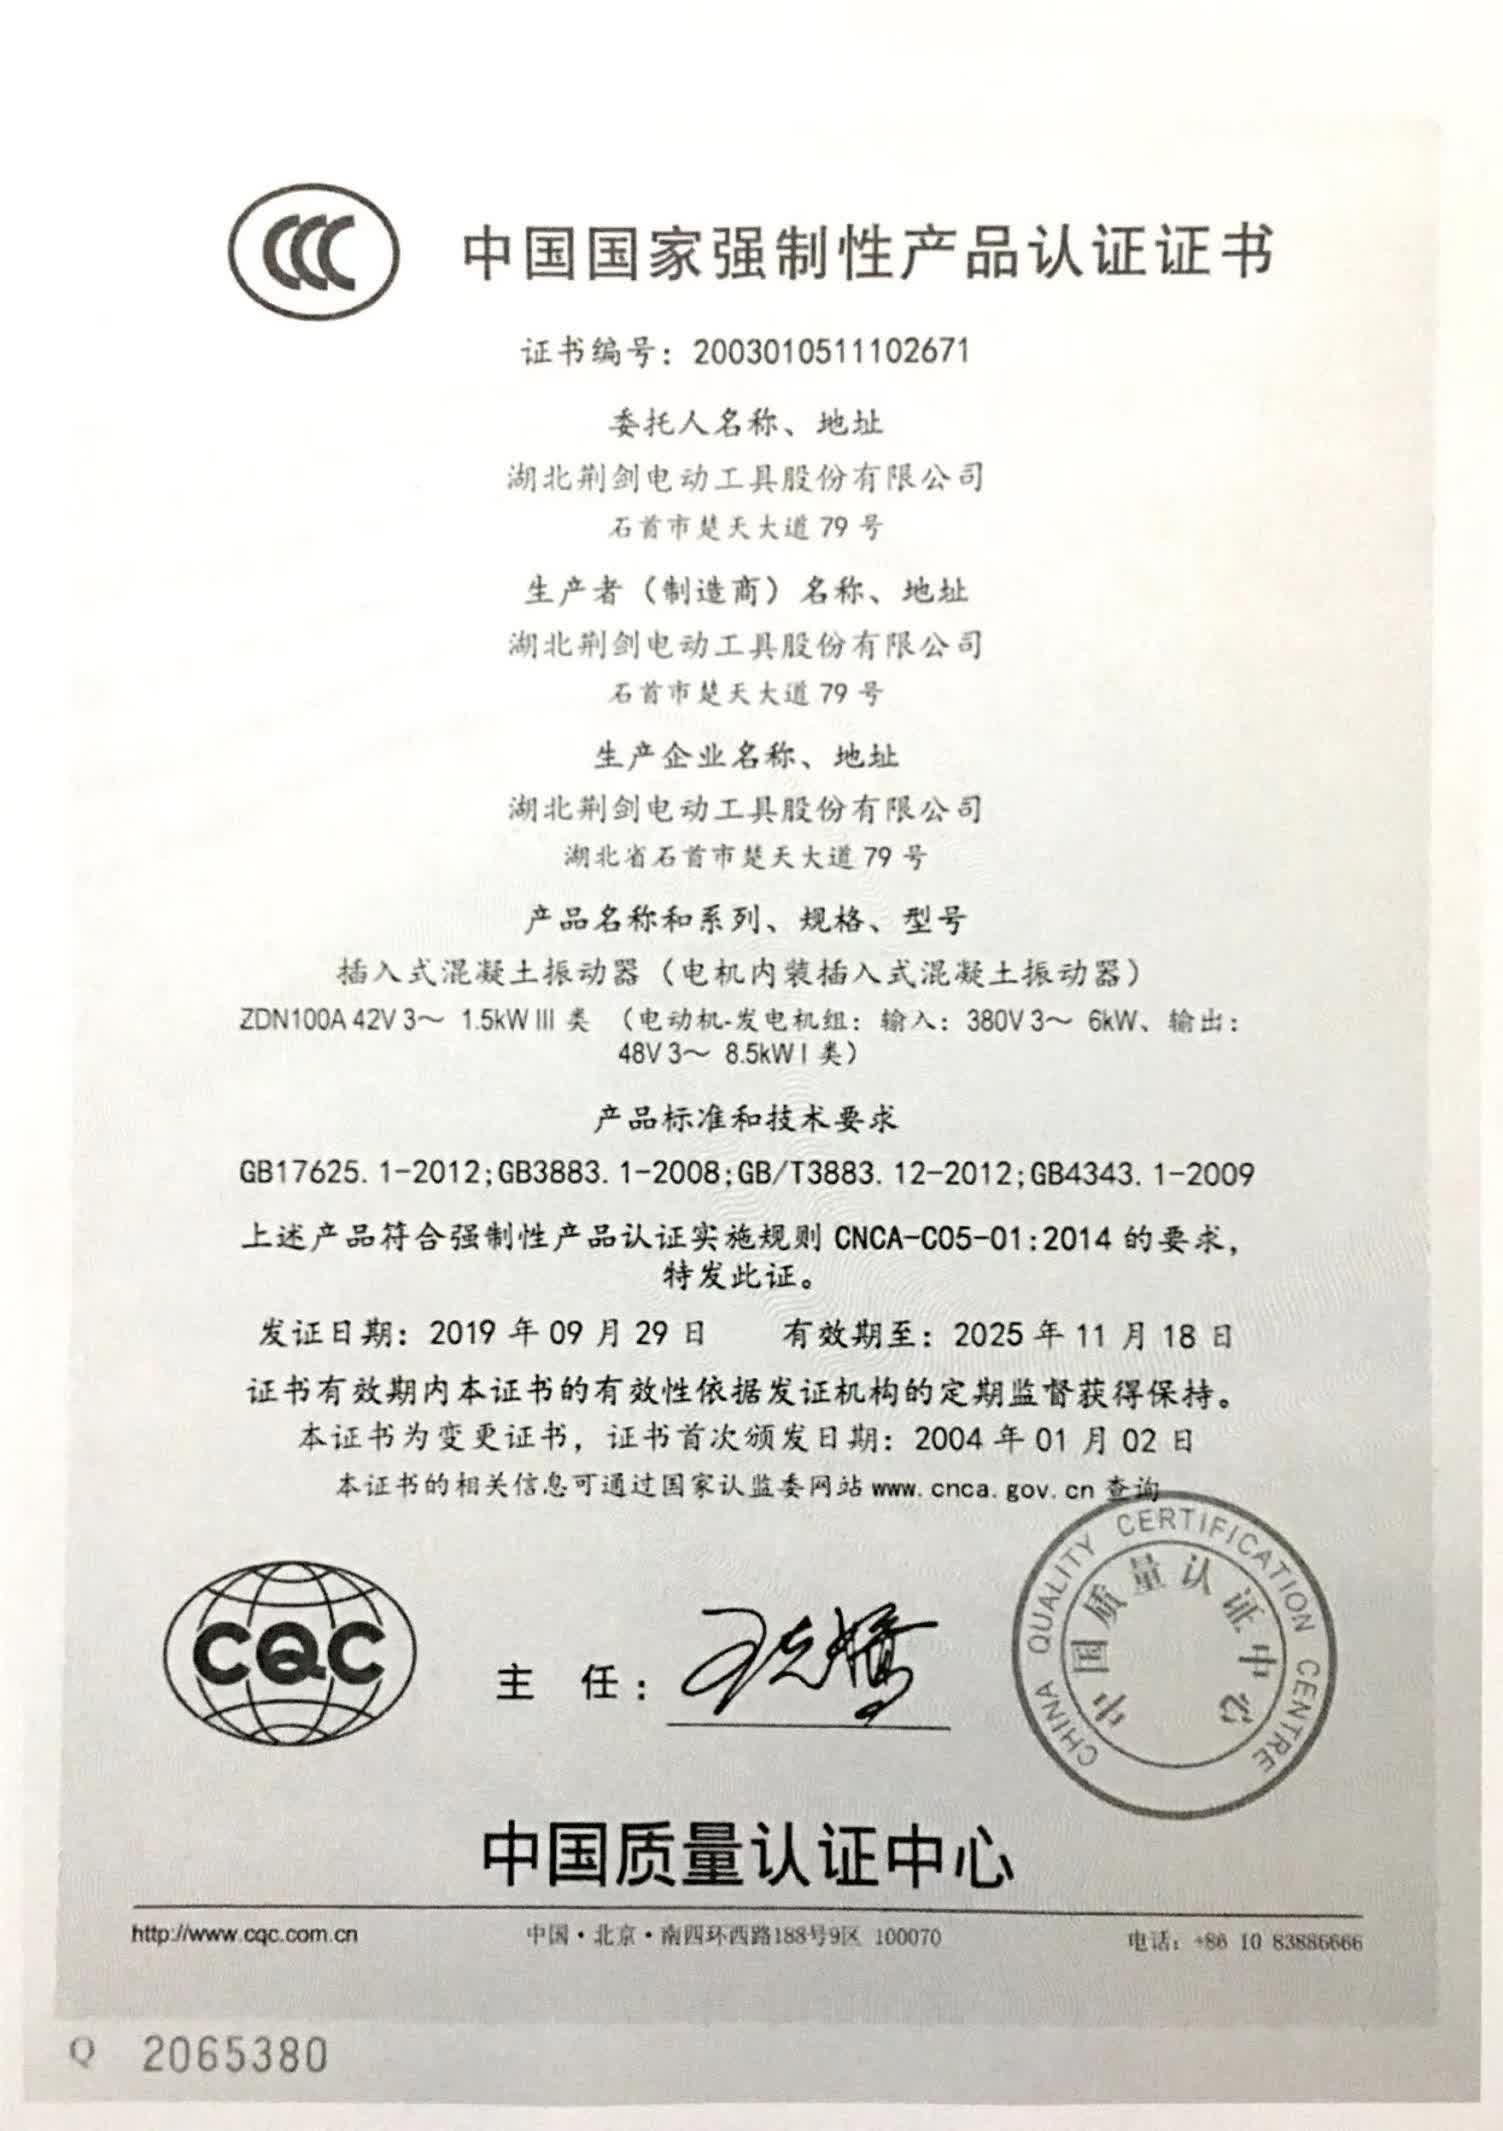 中国国家强制性产品认证证书
证书编号：2003010511102671
委托人名称、地址
湖北荆剑电动工具股份有限公司
石首市楚天大道 79 号
生产者（制造商）名称、地址
湖北荆剑电动工具股份有限公司
石首市楚天大道 79 号
生产企业名称、地址
湖北荆剑电动工具股份有限公司
湖北省石首市楚天大道 79 号
产品名称和系列、规格、型号
插入式混凝土振动器（电机内装插入式混凝土振动器）
ZDN100A 42V 3～ 1.5kW III 类 （电动机-发电机组：输入：380V 3～ 6kW、输出：
48V 3～ 8.5kW I 类）
产品标准和技术要求
GB17625.1-2012;GB3883.1-2008;GB/T3883.12-2012;GB4343.1-2009
上述产品符合强制性产品认证实施规则 CNCA-C05-01:2014 的要求，
特发此证。
发证日期：2019 年 09 月 29 日 有效期至：2025 年 11 月 18 日
证书有效期内本证书的有效性依据发证机构的定期监督获得保持。
本证书为变更证书，证书首次颁发日期：2004 年 01 月 02 日
本证书的相关信息可通过国家认监委网站 www.cnca.gov.cn 查询
CHINA QUALITY CERTIFICATION CENTRE
中国质量认证中心
CQC
主 任：
中国质量认证中心
http://www.cqc.com.cn 中国·北京·南四环西路188号9区 100070 电话：+86 10 83886666
Q 2065380